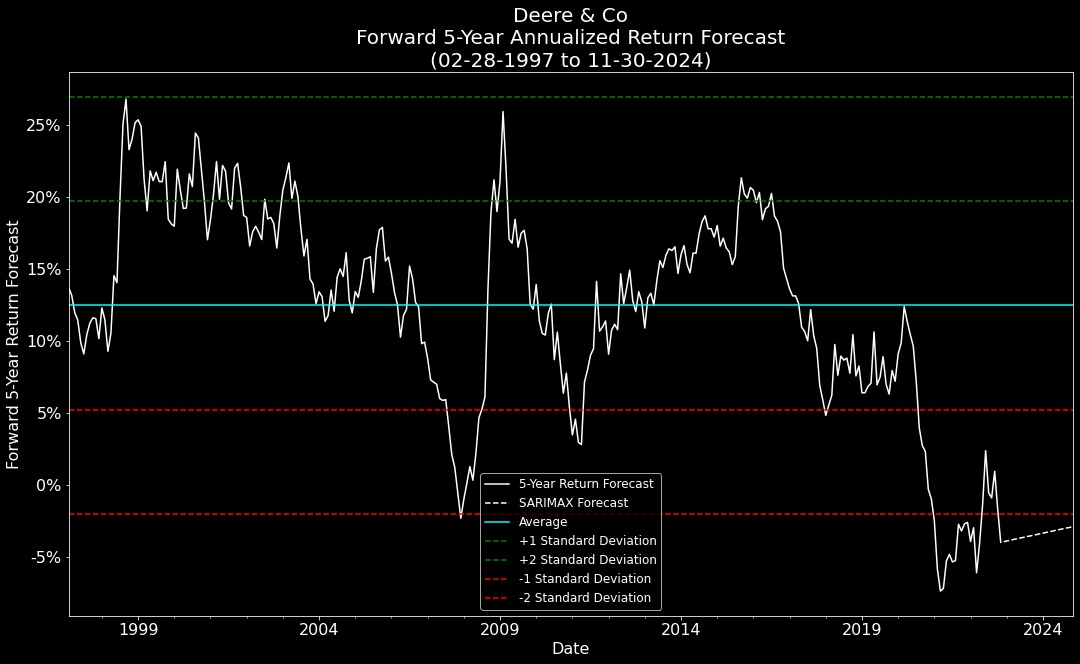 Deere & Co
Forward 5-Year Annualized Return Forecast
(02-28-1997 to 11-30-2024)
Forward 5-Year Return Forecast
25%
20%
15%
10%
5%
0%
-5%
5-Year Return Forecast
SARIMAX Forecast
Average
+1 Standard Deviation
+2 Standard Deviation
-1 Standard Deviation
-2 Standard Deviation
1999 2004 2009 2014 2019 2024
Date